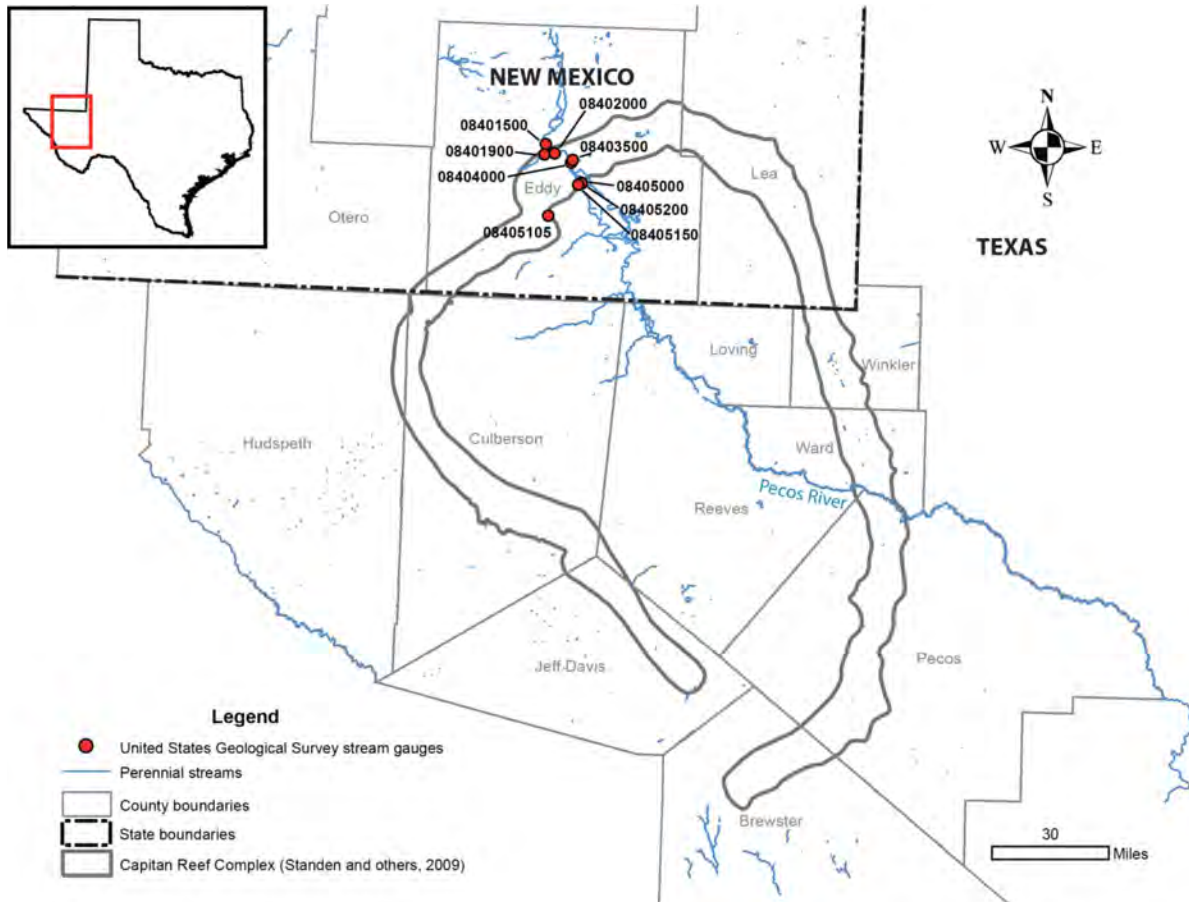 NEW MEXICO
08402000
08401500
08401900
08403500
08404000
Eddy
08405000
08405200
08405105
08405150
Lea
Otero
N
W
E
S
TEXAS
Loving
Winkler
Hudspeth
Culberson
Ward
Pecos River
Reeves
Jeff Davis
Pecos
Brewster
Legend
United States Geological Survey stream gauges
Perennial streams
County boundaries
State boundaries
Capitan Reef Complex (Standen and others, 2009)
30
Miles